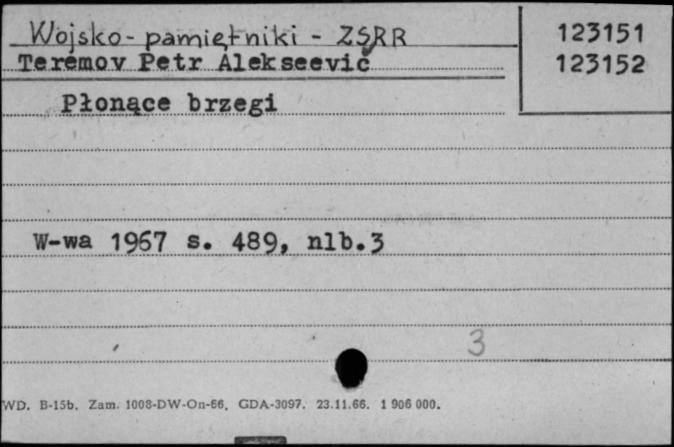 Wojsko - pamiętniki - ZSRR
123151
Teremov Petr Alekseevič
123152
Płonące brzegi
W-wa 1967 s. 489, nlb.3
3
WD. B-15b. Zam. 1008-DW-On-66. GDA-3097. 23.11.66. 1 906 000.